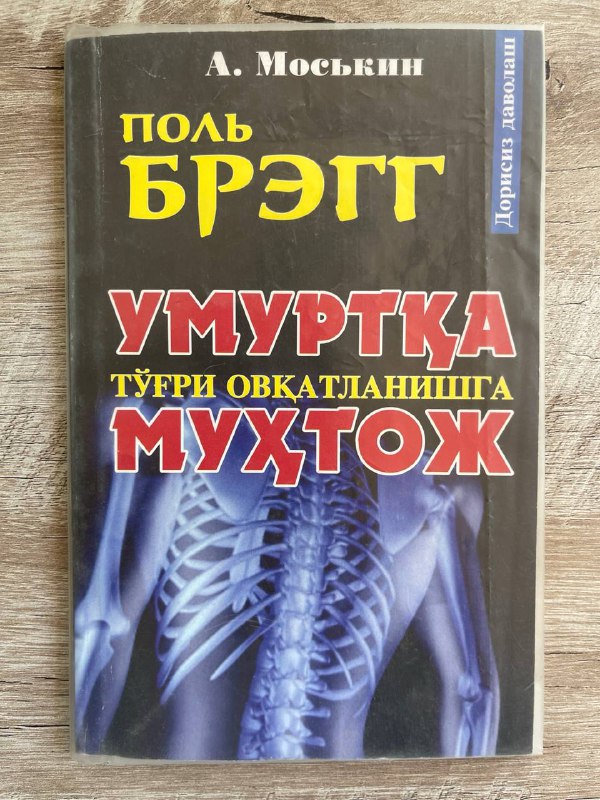 А. Моськин
Дорисиз даволаш
ПОЛЬ
БРЭГГ
УМУРТҚА
ТЎҒРИ ОВҚАТЛАНИШГА
МУҲТОЖ